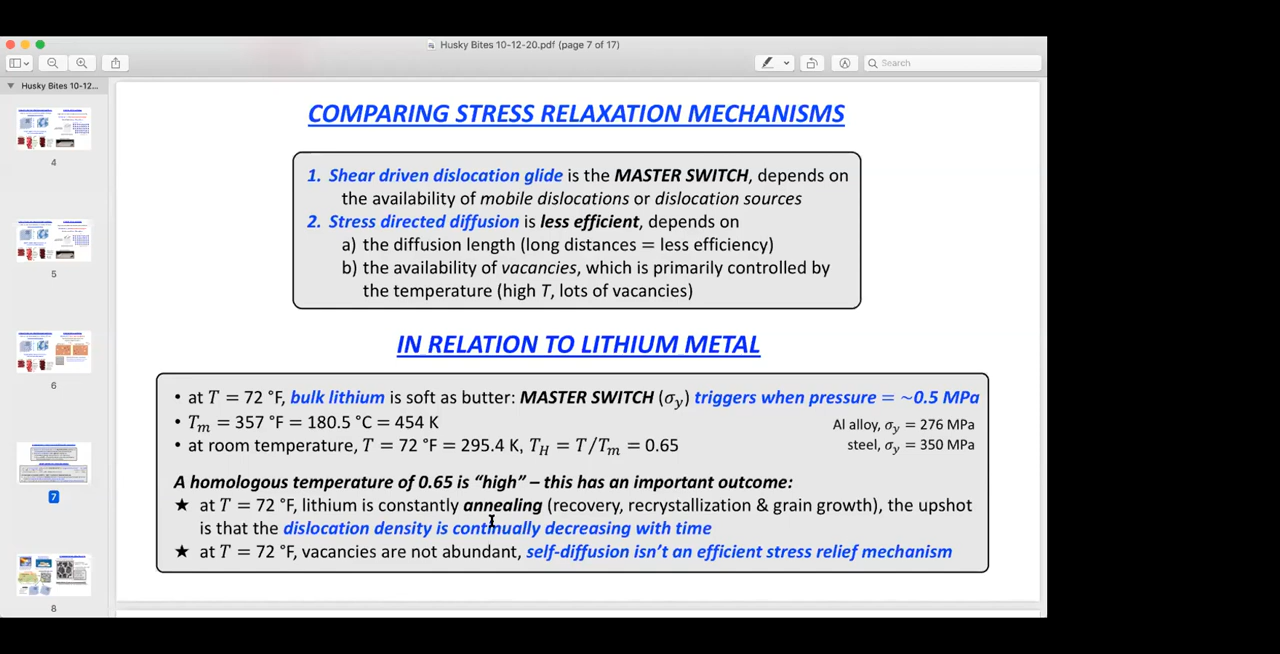 Husky Bites 10-12-20.pdf (page 7 of 17)
Search
Husky Bites 10-12...
4
5
6
7
8
COMPARING STRESS RELAXATION MECHANISMS
1. Shear driven dislocation glide is the MASTER SWITCH, depends on
the availability of mobile dislocations or dislocation sources
2. Stress directed diffusion is less efficient, depends on
a) the diffusion length (long distances = less efficiency)
b) the availability of vacancies, which is primarily controlled by
the temperature (high T, lots of vacancies)
IN RELATION TO LITHIUM METAL
• at T = 72 °F, bulk lithium is soft as butter: MASTER SWITCH (σy) triggers when pressure = ~0.5 MPa
• Tm = 357 °F = 180.5 °C = 454 K
Al alloy, σy = 276 MPa
• at room temperature, T = 72 °F = 295.4 K, TH = T/Tm = 0.65
steel, σy = 350 MPa
A homologous temperature of 0.65 is “high” – this has an important outcome:
★ at T = 72 °F, lithium is constantly annealing (recovery, recrystallization & grain growth), the upshot
is that the dislocation density is continually decreasing with time
★ at T = 72 °F, vacancies are not abundant, self-diffusion isn’t an efficient stress relief mechanism